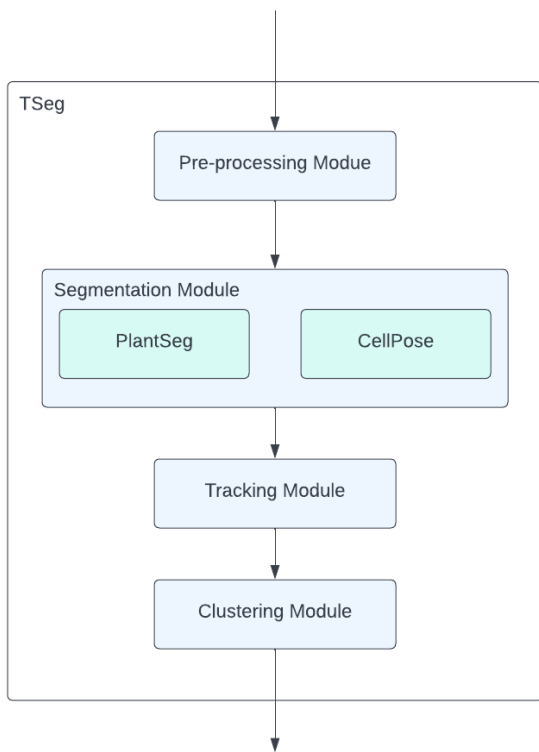 TSeg
Pre-processing Modue
Segmentation Module
PlantSeg
CellPose
Tracking Module
Clustering Module